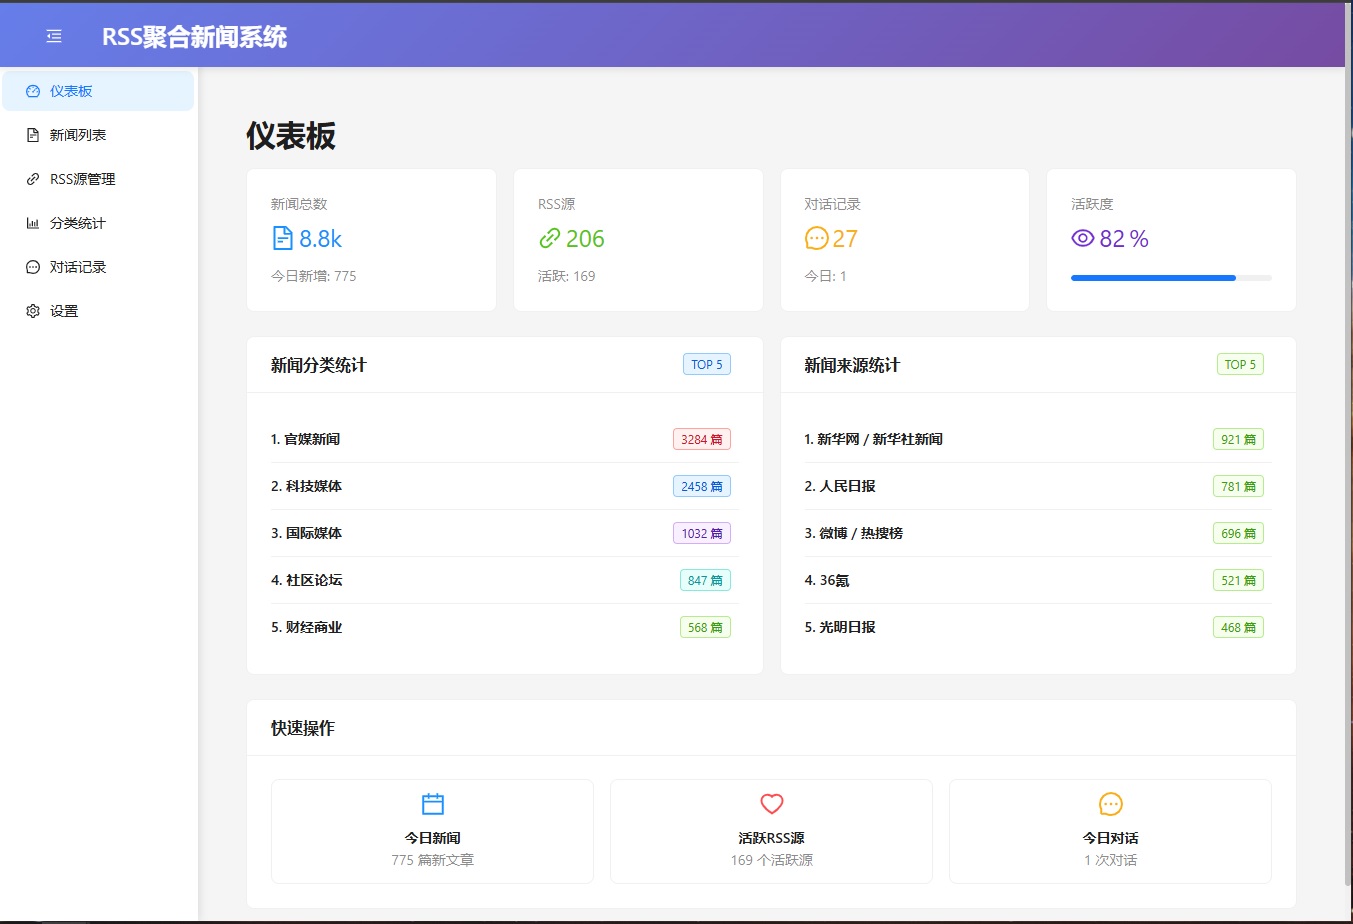 RSS聚合新闻系统
仪表板
新闻列表
RSS源管理
分类统计
对话记录
设置
仪表板
新闻总数
8.8k
今日新增: 775
RSS源
206
活跃: 169
对话记录
27
今日: 1
活跃度
82 %
新闻分类统计
TOP 5
1. 官媒新闻
3284 篇
2. 科技媒体
2458 篇
3. 国际媒体
1032 篇
4. 社区论坛
847 篇
5. 财经商业
568 篇
新闻来源统计
TOP 5
1. 新华网 / 新华社新闻
921 篇
2. 人民日报
781 篇
3. 微博 / 热搜榜
696 篇
4. 36氪
521 篇
5. 光明日报
468 篇
快速操作
今日新闻
775 篇新文章
活跃RSS源
169 个活跃源
今日对话
1 次对话